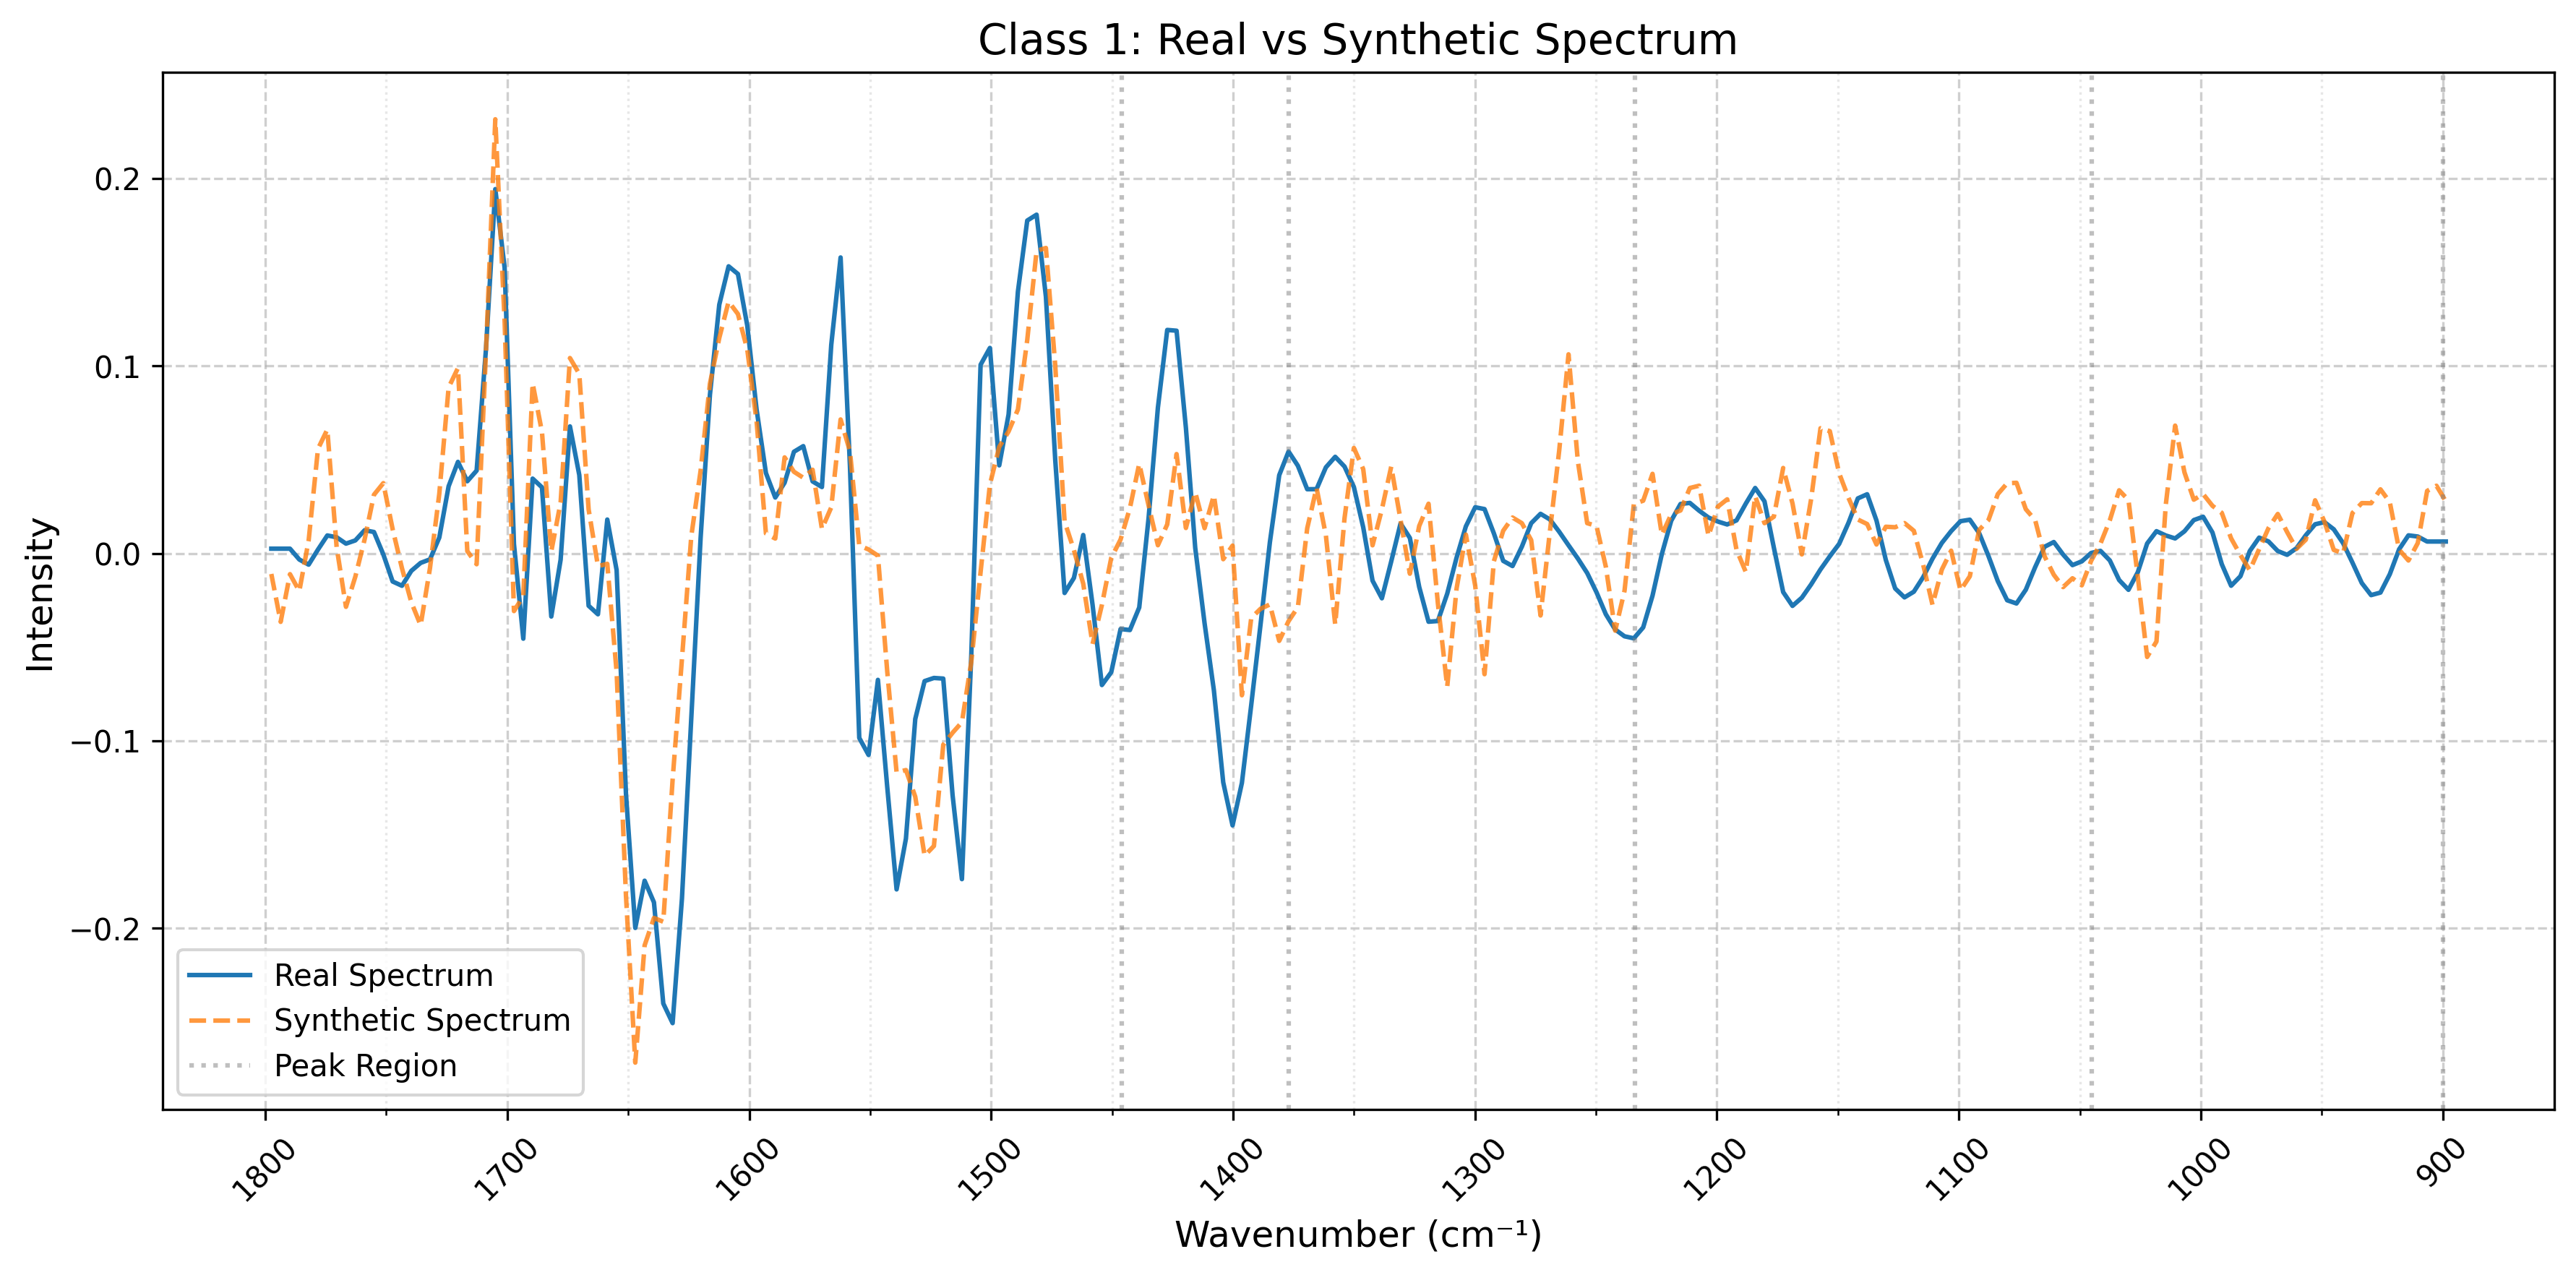 Class 1: Real vs Synthetic Spectrum
Intensity
0.2
0.1
0.0
−0.1
−0.2
Real Spectrum
Synthetic Spectrum
Peak Region
1800 1700 1600 1500 1400 1300 1200 1100 1000 900
Wavenumber (cm⁻¹)